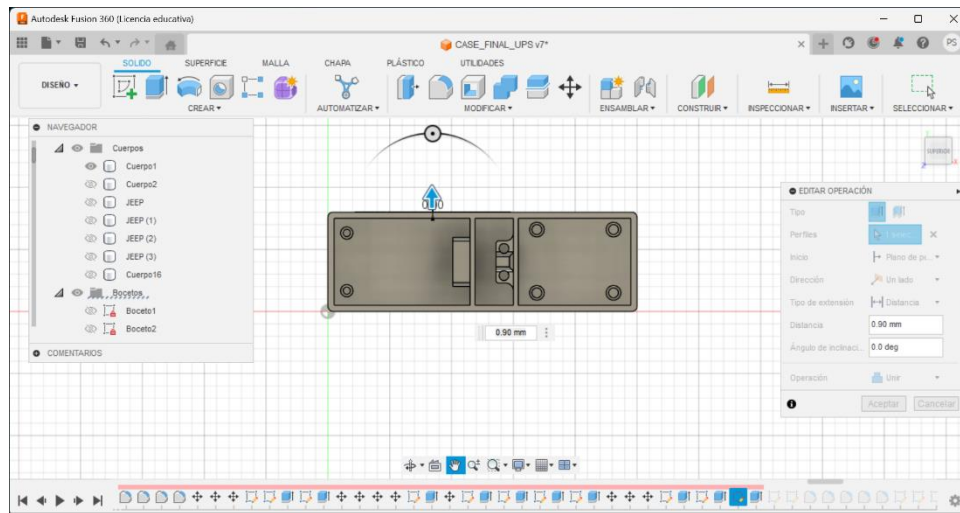 Autodesk Fusion 360 (Licencia educativa)
CASE_FINAL_UPS v7*
PS
SOLIDO SUPERFICIE MALLA CHAPA PLÁSTICO UTILIDADES
DISEÑO
CREAR AUTOMATIZAR MODIFICAR ENSAMBLAR CONSTRUIR INSPECCIONAR INSERTAR SELECCIONAR
NAVEGADOR
Cuerpos
Cuerpo1
Cuerpo2
JEEP
JEEP (1)
JEEP (2)
JEEP (3)
Cuerpo16
Bocetos
Boceto1
Boceto2
COMENTARIOS
0.90 mm
SUPERIOR
EDITAR OPERACIÓN
Tipo
Perfiles
Inicio Plano de pi...
Dirección Un lado
Tipo de extensión Distancia
Distancia 0.90 mm
Ángulo de inclinaci... 0.0 deg
Operación Unir
Aceptar Cancelar